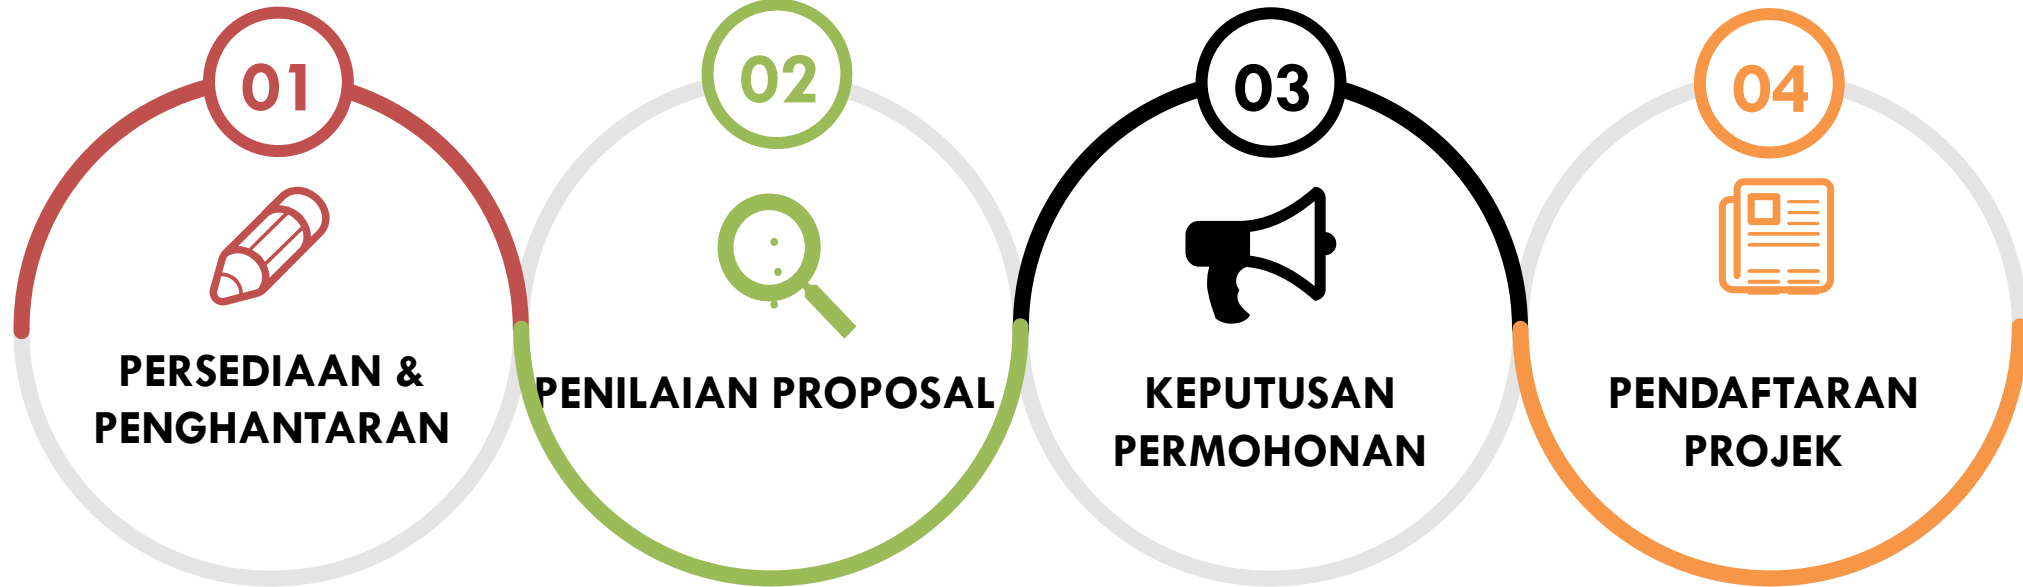 01
PERSEDIAAN &
PENGHANTARAN
02
PENILAIAN PROPOSAL
03
KEPUTUSAN
PERMOHONAN
04
PENDAFTARAN
PROJEK